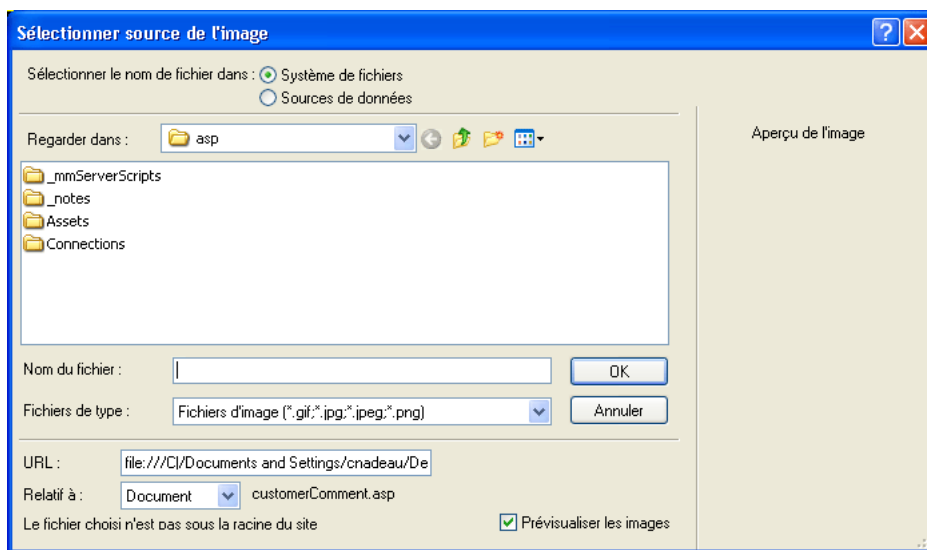 Sélectionner source de l'image
Sélectionner le nom de fichier dans : Système de fichiers
Sources de données
Regarder dans : asp
Aperçu de l'image
_mmServerScripts
_notes
Assets
Connections
Nom du fichier :
OK
Fichiers de type : Fichiers d'image (*.gif;*.jpg;*.jpeg;*.png)
Annuler
URL : file:///C|/Documents and Settings/cnadeau/De
Relatif à : Document customerComment.asp
Le fichier choisi n'est pas sous la racine du site
Prévisualiser les images